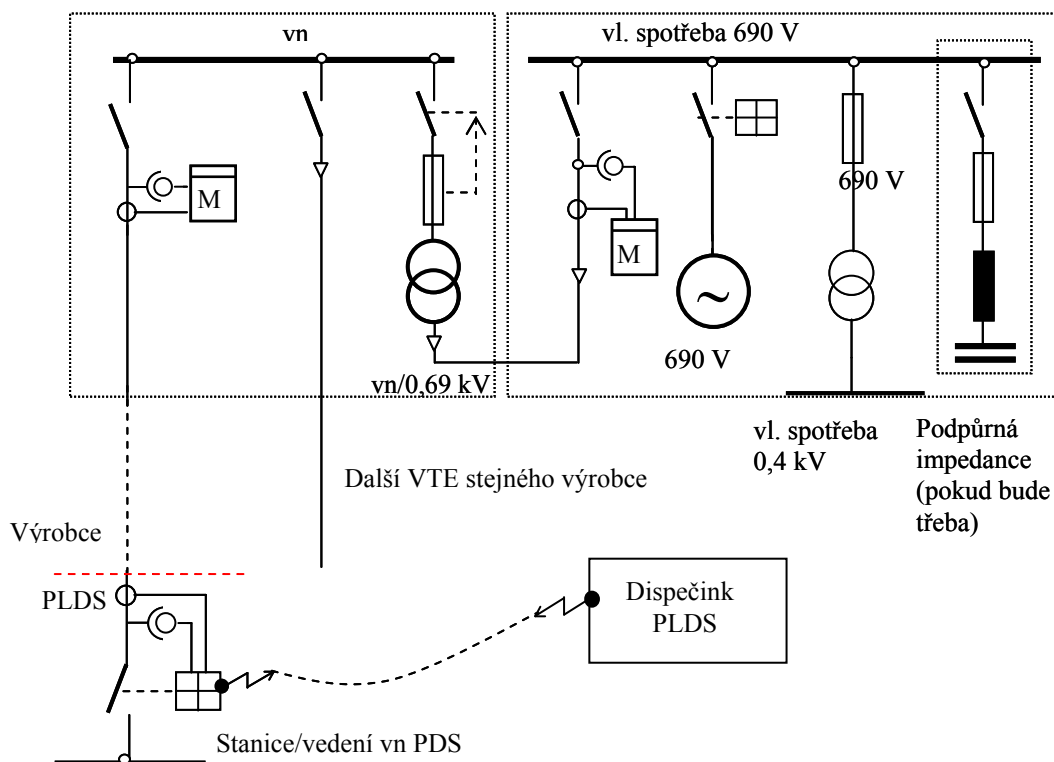 vn
vl. spotřeba 690 V
M
M
690 V
~
690 V
vn/0,69 kV
vl. spotřeba
0,4 kV
Podpůrná
impedance
(pokud bude
třeba)
Další VTE stejného výrobce
Výrobce
PLDS
Dispečink
PLDS
Stanice/vedení vn PDS